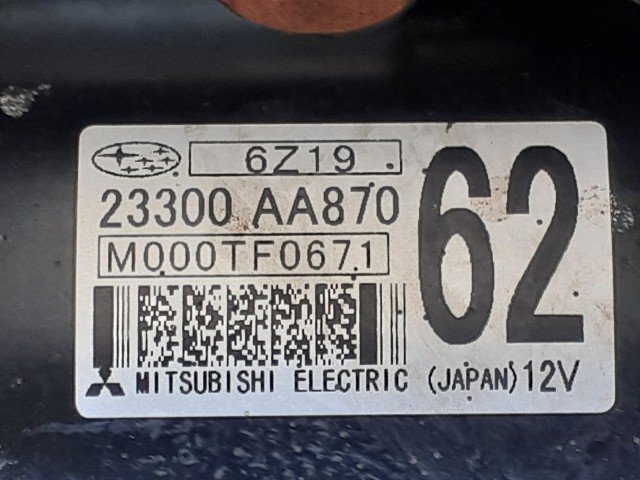 6Z19
23300 AA870
M000TF0671
62
MITSUBISHI ELECTRIC (JAPAN) 12V